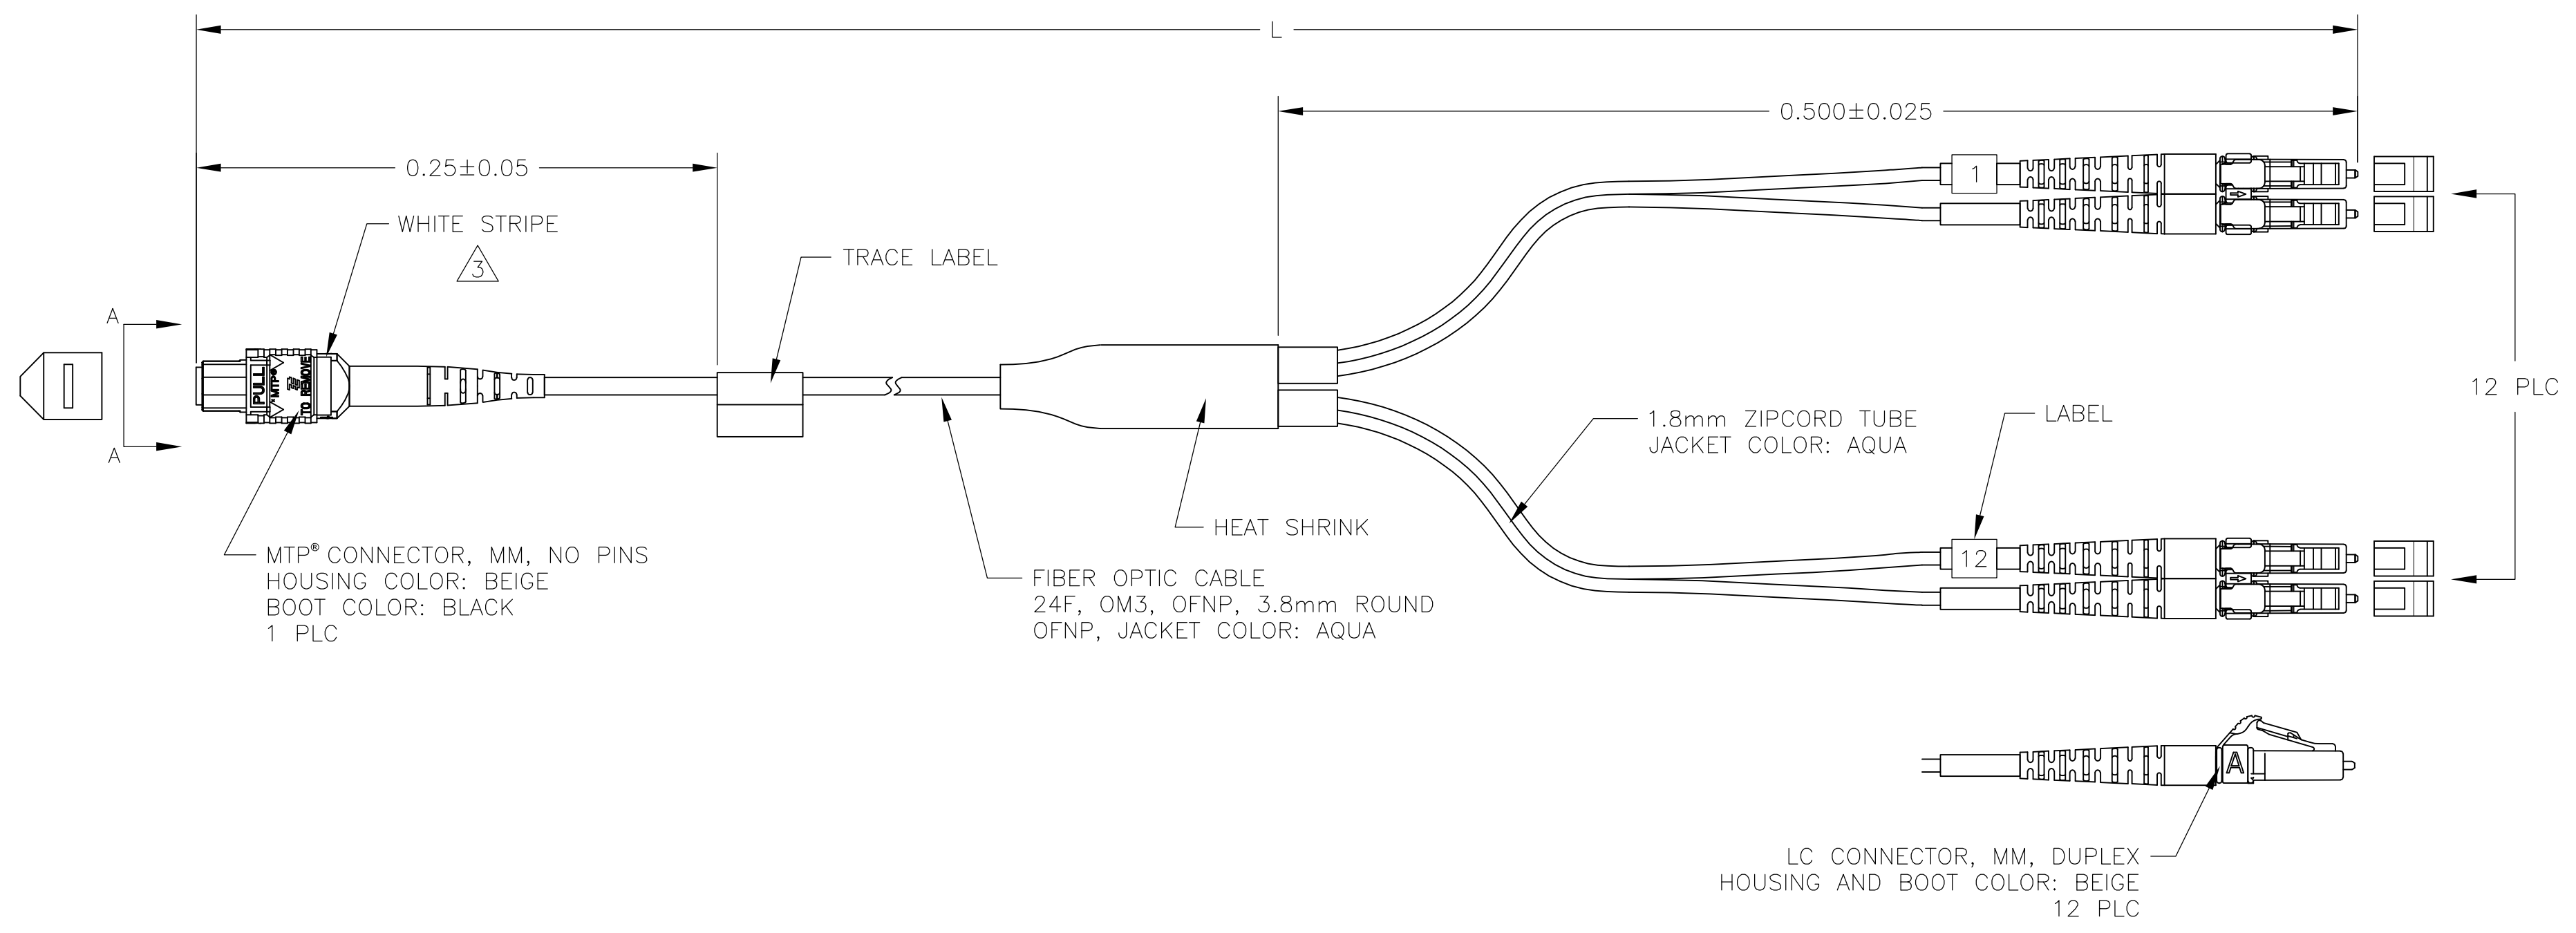 L
0.500±0.025
0.25±0.05
1
WHITE STRIPE
3
TRACE LABEL
A
PULL
MTP®
TO REMOVE
12 PLC
A
1.8mm ZIPCORD TUBE
JACKET COLOR: AQUA
LABEL
HEAT SHRINK
12
MTP® CONNECTOR, MM, NO PINS
HOUSING COLOR: BEIGE
BOOT COLOR: BLACK
1 PLC
FIBER OPTIC CABLE
24F, OM3, OFNP, 3.8mm ROUND
OFNP, JACKET COLOR: AQUA
A
LC CONNECTOR, MM, DUPLEX
HOUSING AND BOOT COLOR: BEIGE
12 PLC